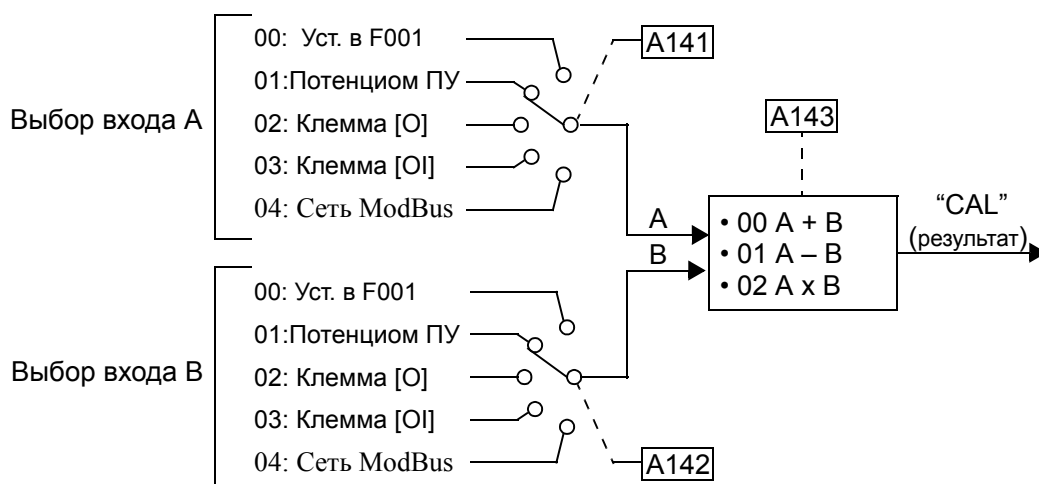 00: Уст. в F001
A141
01:Потенциом ПУ
A143
Выбор входа А
02: Клемма [O]
03: Клемма [OI]
04: Сеть ModBus
A
B
• 00 A + B
• 01 A – B
• 02 A x B
“CAL”
(результат)
00: Уст. в F001
01:Потенциом ПУ
Выбор входа В
02: Клемма [O]
03: Клемма [OI]
04: Сеть ModBus
A142